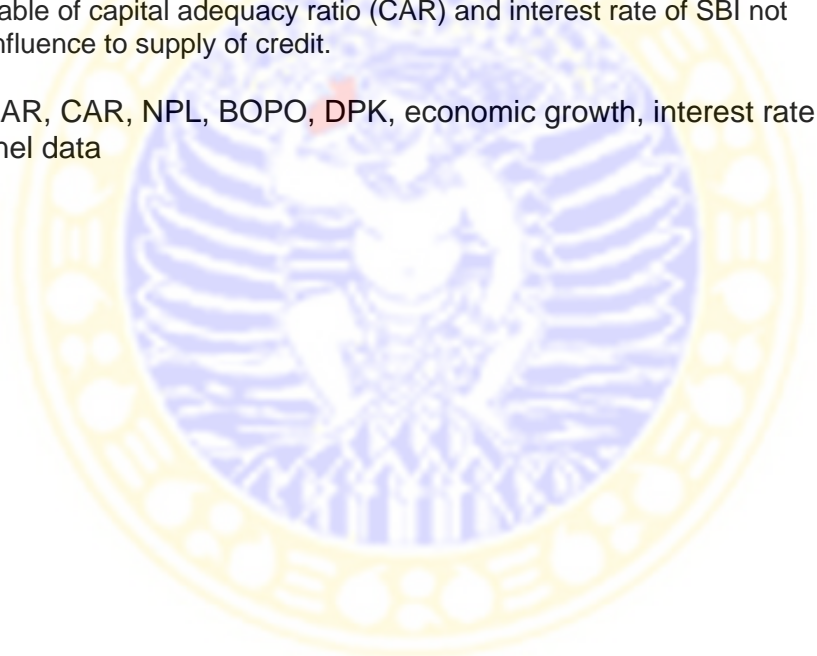 able of capital adequacy ratio (CAR) and interest rate of SBI not
nfluence to supply of credit.
AR, CAR, NPL, BOPO, DPK, economic growth, interest rate
nel data